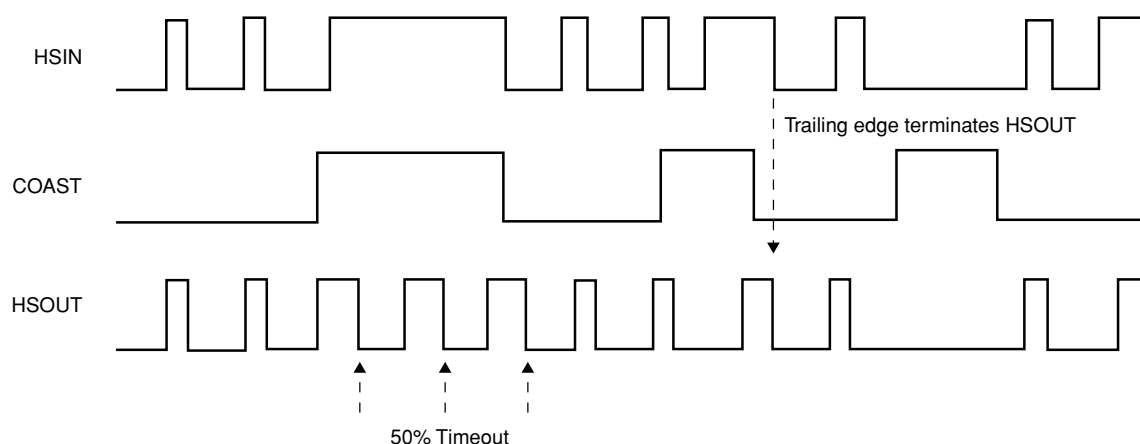 HSIN
Trailing edge terminates HSOUT
COAST
HSOUT
50% Timeout